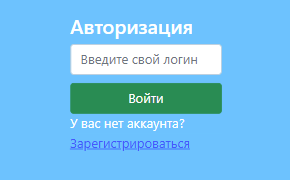 Авторизация
Введите свой логин
Войти
У вас нет аккаунта?
Зарегистрироваться